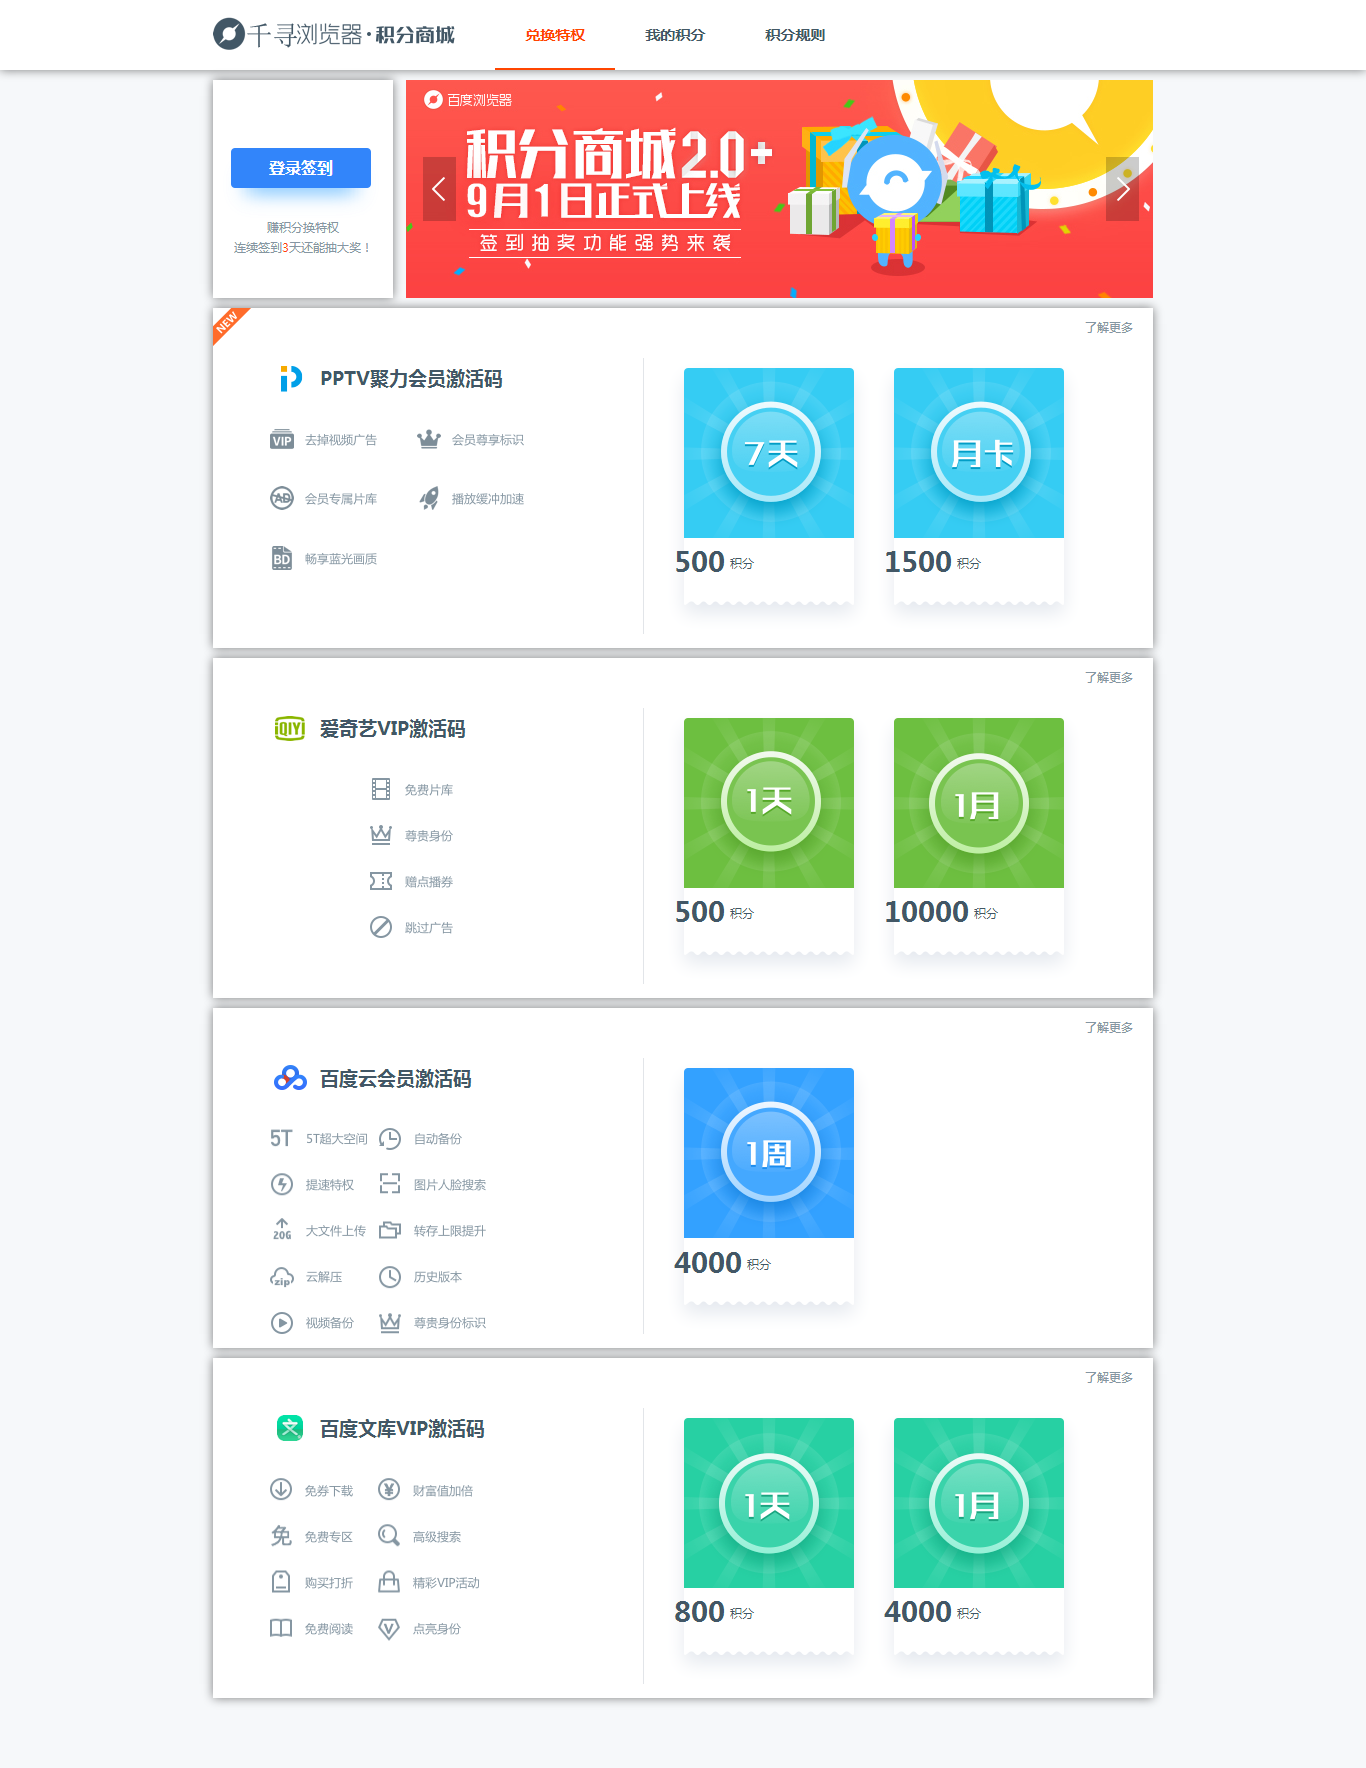 千寻浏览器·积分商城
兑换特权
我的积分
积分规则
登录签到
赚积分换特权
连续签到3天还能抽大奖！
百度浏览器
积分商城2.0+
9月1日正式上线
签到抽奖功能强势来袭
NEW
了解更多
PPTV聚力会员激活码
VIP 去掉视频广告
会员尊享标识
AD 会员专属片库
播放缓冲加速
BD 畅享蓝光画质
7天
500 积分
月卡
1500 积分
了解更多
iQIYI 爱奇艺VIP激活码
免费片库
尊贵身份
赠点播券
跳过广告
1天
500 积分
1月
10000 积分
了解更多
百度云会员激活码
5T 5T超大空间
自动备份
提速特权
图片人脸搜索
20G 大文件上传
转存上限提升
zip 云解压
历史版本
视频备份
尊贵身份标识
1周
4000 积分
了解更多
文 百度文库VIP激活码
免券下载
¥ 财富值加倍
免 免费专区
高级搜索
购买打折
精彩VIP活动
免费阅读
V 点亮身份
1天
800 积分
1月
4000 积分